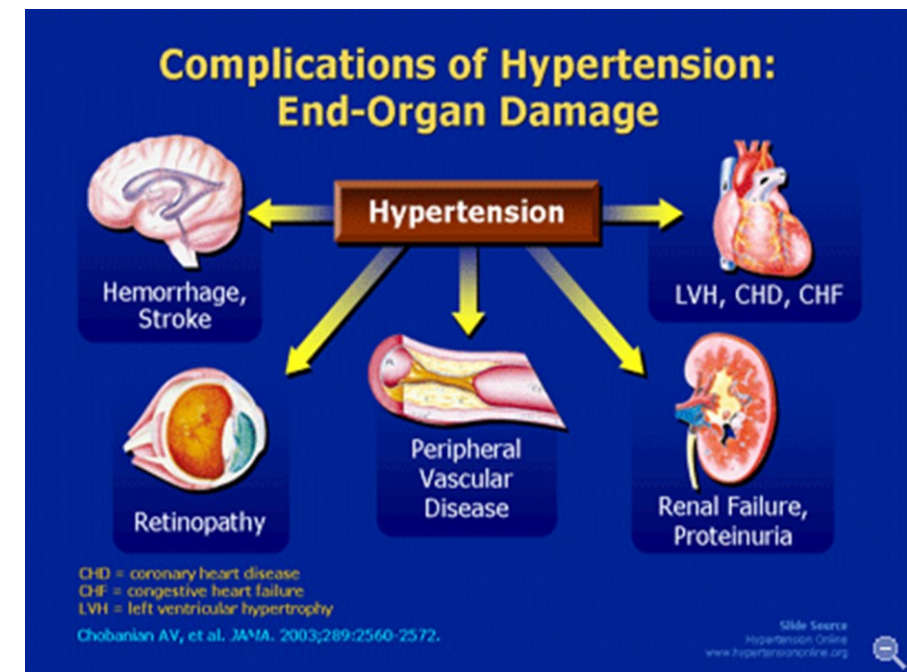 Complications of Hypertension:
End-Organ Damage
Hypertension
Hemorrhage,
Stroke
LVH, CHD, CHF
Retinopathy
Peripheral
Vascular
Disease
Renal Failure,
Proteinuria
CHD = coronary heart disease
CHF = congestive heart failure
LVH = left ventricular hypertrophy
Chobanian AV, et al. JAMA. 2003;289:2560-2572.
Slide Source
Hypertension Online
www.hypertensiononline.org